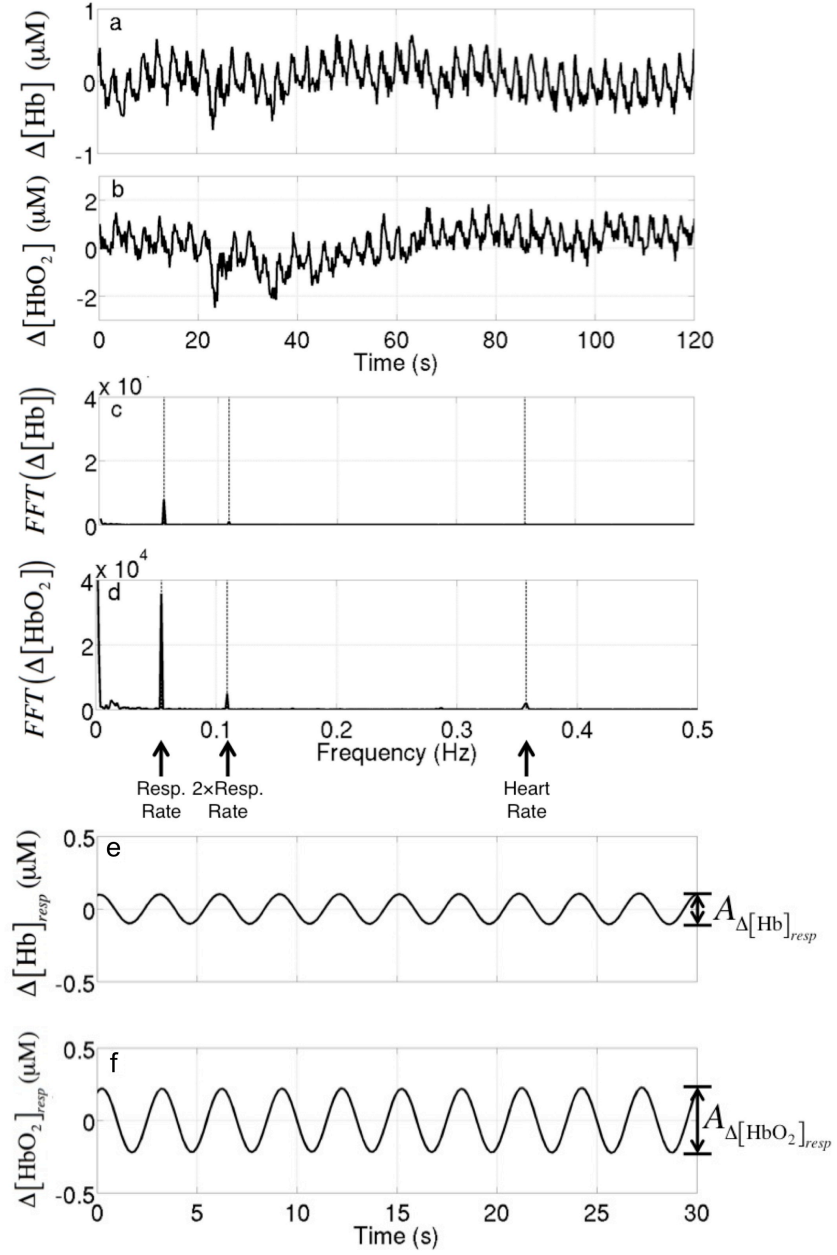 a
Δ[Hb] (μM)
1
0
-1
b
Δ[HbO₂] (μM)
2
0
-2
0 20 40 60 80 100 120
Time (s)
x 10
c
FFT(Δ[Hb])
4
2
0
x 10⁴
d
FFT(Δ[HbO₂])
4
2
0
0 0.1 0.2 0.3 0.4 0.5
Frequency (Hz)
Resp. 2×Resp. Heart
Rate Rate Rate
e
Δ[Hb]resp (μM)
0.5
0
-0.5
AΔ[Hb]resp
f
Δ[HbO₂]resp (μM)
0.5
0
-0.5
AΔ[HbO₂]resp
0 5 10 15 20 25 30
Time (s)